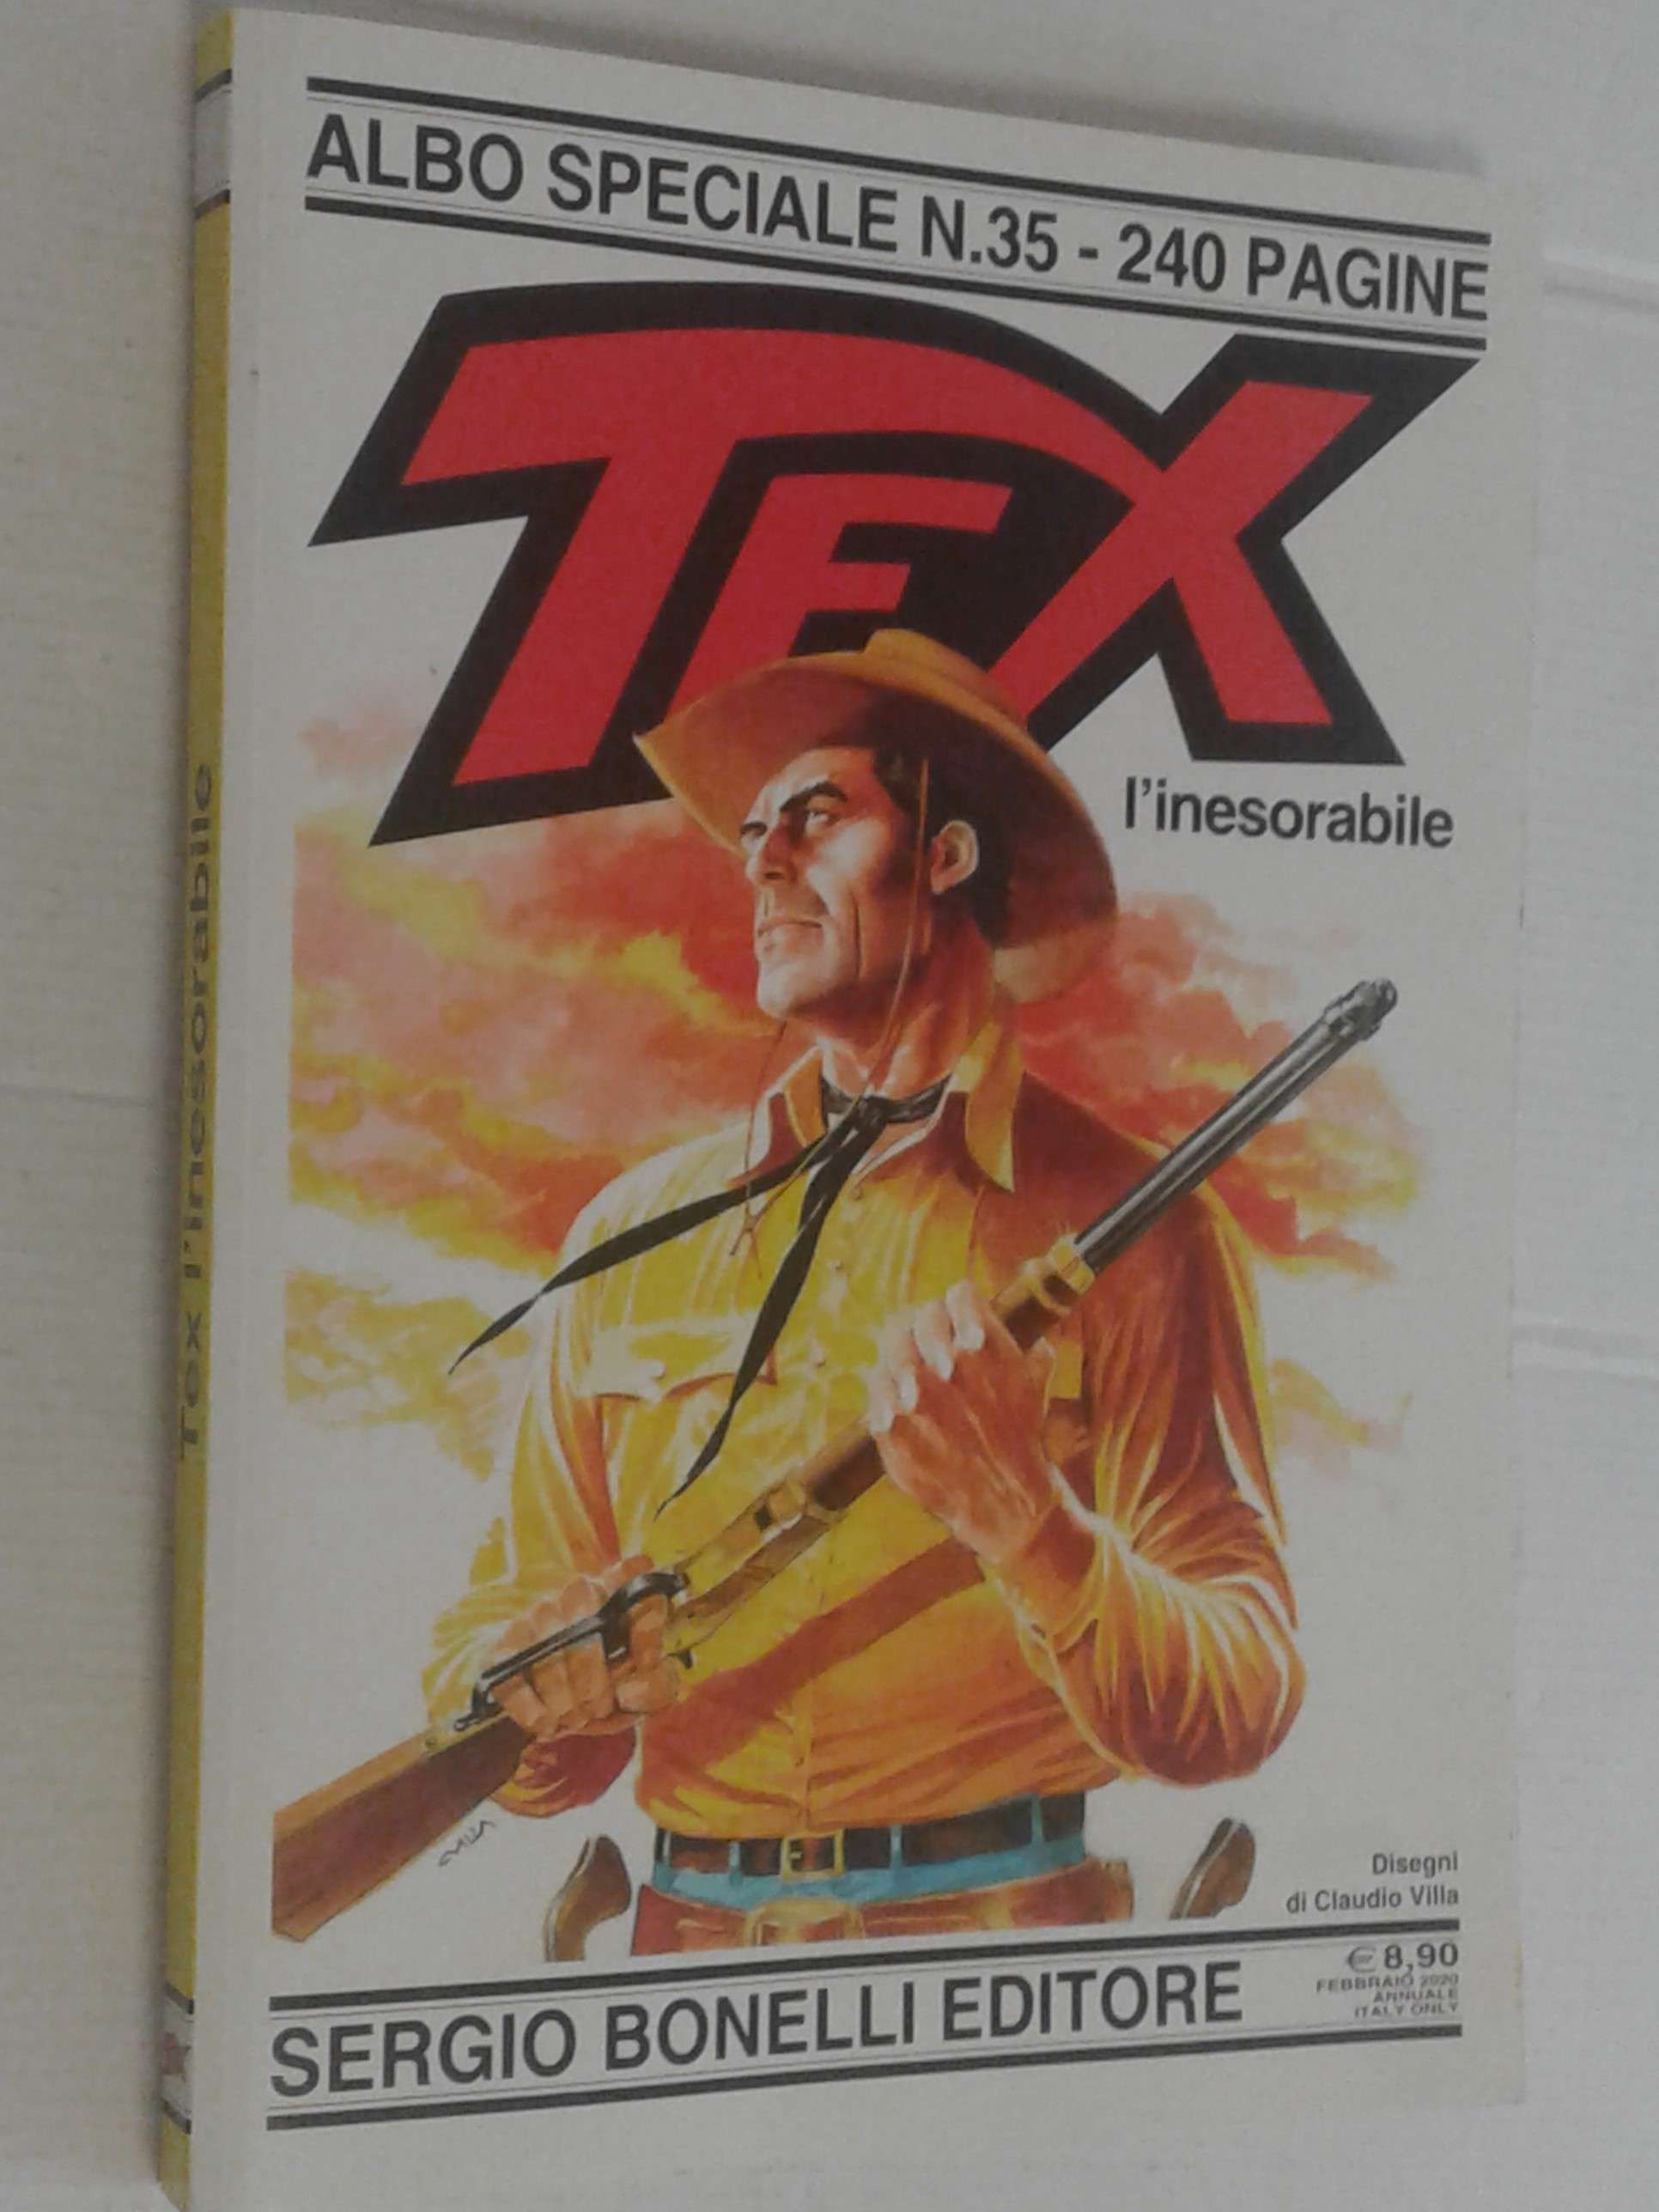 ALBO SPECIALE N.35 - 240 PAGINE
TEX
l'inesorabile
Tex l'inesorabile
VILLA
Disegni
di Claudio Villa
SERGIO BONELLI EDITORE
€ 8,90
FEBBRAIO 2020
ANNUALE
ITALY ONLY